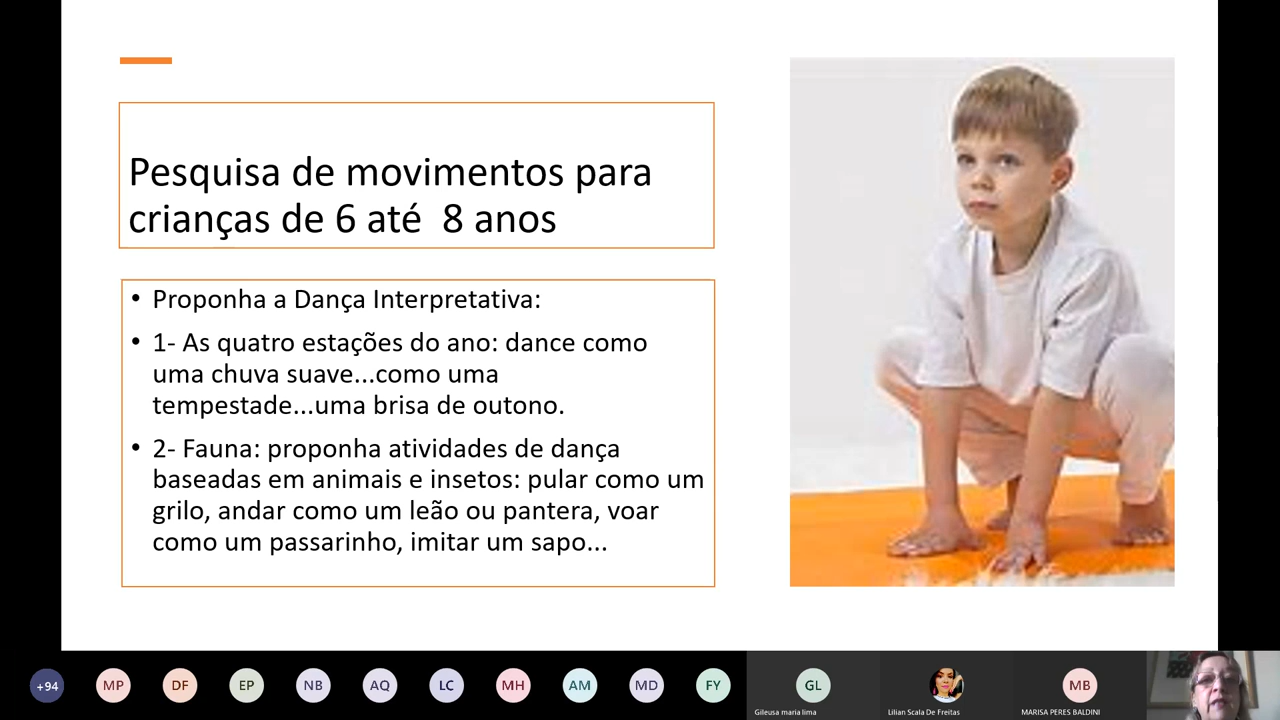 Pesquisa de movimentos para
crianças de 6 até  8 anos
• Proponha a Dança Interpretativa:
• 1- As quatro estações do ano: dance como
uma chuva suave...como uma
tempestade...uma brisa de outono.
• 2- Fauna: proponha atividades de dança
baseadas em animais e insetos: pular como um
grilo, andar como um leão ou pantera, voar
como um passarinho, imitar um sapo...
+94 MP DF EP NB AQ LC MH AM MD FY GL MB
Gileusa maria lima Lilian Scala De Freitas MARISA PERES BALDINI